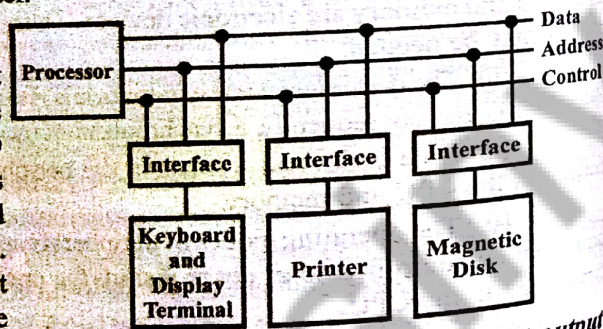 Data
Address
Control
Processor
Interface
Interface
Interface
Keyboard
and
Display
Terminal
Printer
Magnetic
Disk